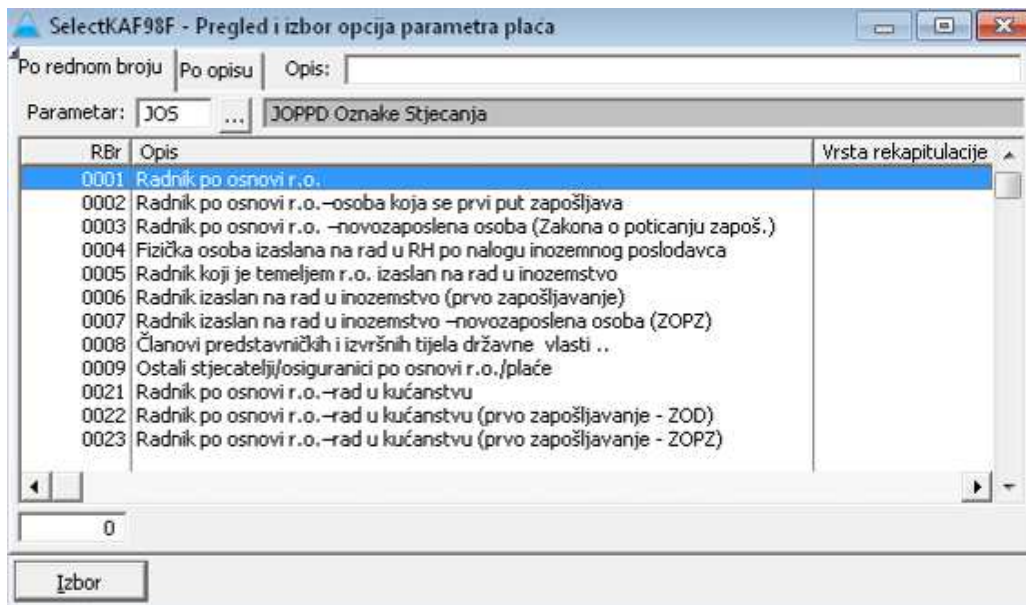 SelectKAF98F - Pregled i izbor opcija parametra plaća
Po rednom broju Po opisu Opis:
Parametar: JOS ... JOPPD Oznake Stjecanja
RBr Opis Vrsta rekapitulacije
0001 Radnik po osnovi r.o.
0002 Radnik po osnovi r.o.–osoba koja se prvi put zapošljava
0003 Radnik po osnovi r.o. –novozaposlena osoba (Zakona o poticanju zapoš.)
0004 Fizička osoba izaslana na rad u RH po nalogu inozemnog poslodavca
0005 Radnik koji je temeljem r.o. izaslan na rad u inozemstvo
0006 Radnik izaslan na rad u inozemstvo (prvo zapošljavanje)
0007 Radnik izaslan na rad u inozemstvo –novozaposlena osoba (ZOPZ)
0008 Članovi predstavničkih i izvršnih tijela državne vlasti ..
0009 Ostali stjecatelji/osiguranici po osnovi r.o./plaće
0021 Radnik po osnovi r.o.–rad u kućanstvu
0022 Radnik po osnovi r.o.–rad u kućanstvu (prvo zapošljavanje - ZOD)
0023 Radnik po osnovi r.o.–rad u kućanstvu (prvo zapošljavanje - ZOPZ)
0
Izbor